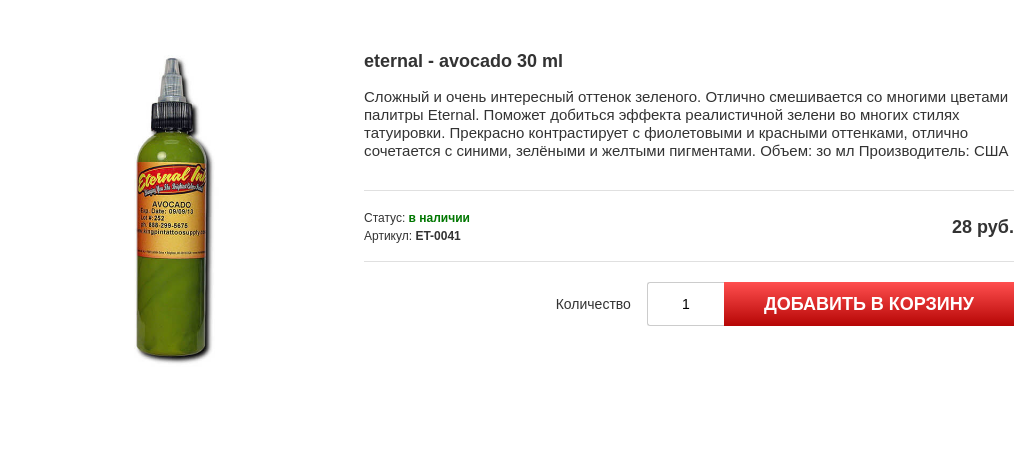 eternal - avocado 30 ml
Сложный и очень интересный оттенок зеленого. Отлично смешивается со многими цветами
палитры Eternal. Поможет добиться эффекта реалистичной зелени во многих стилях
татуировки. Прекрасно контрастирует с фиолетовыми и красными оттенками, отлично
сочетается с синими, зелёными и желтыми пигментами. Объем: зо мл Производитель: США
Статус: в наличии
Артикул: ET-0041
28 руб.
Количество
1
ДОБАВИТЬ В КОРЗИНУ
Eternal Ink
AVOCADO
Exp. Date: 09/09/13
Lot #: 252
888-299-5675
kingpintattoosupply.c